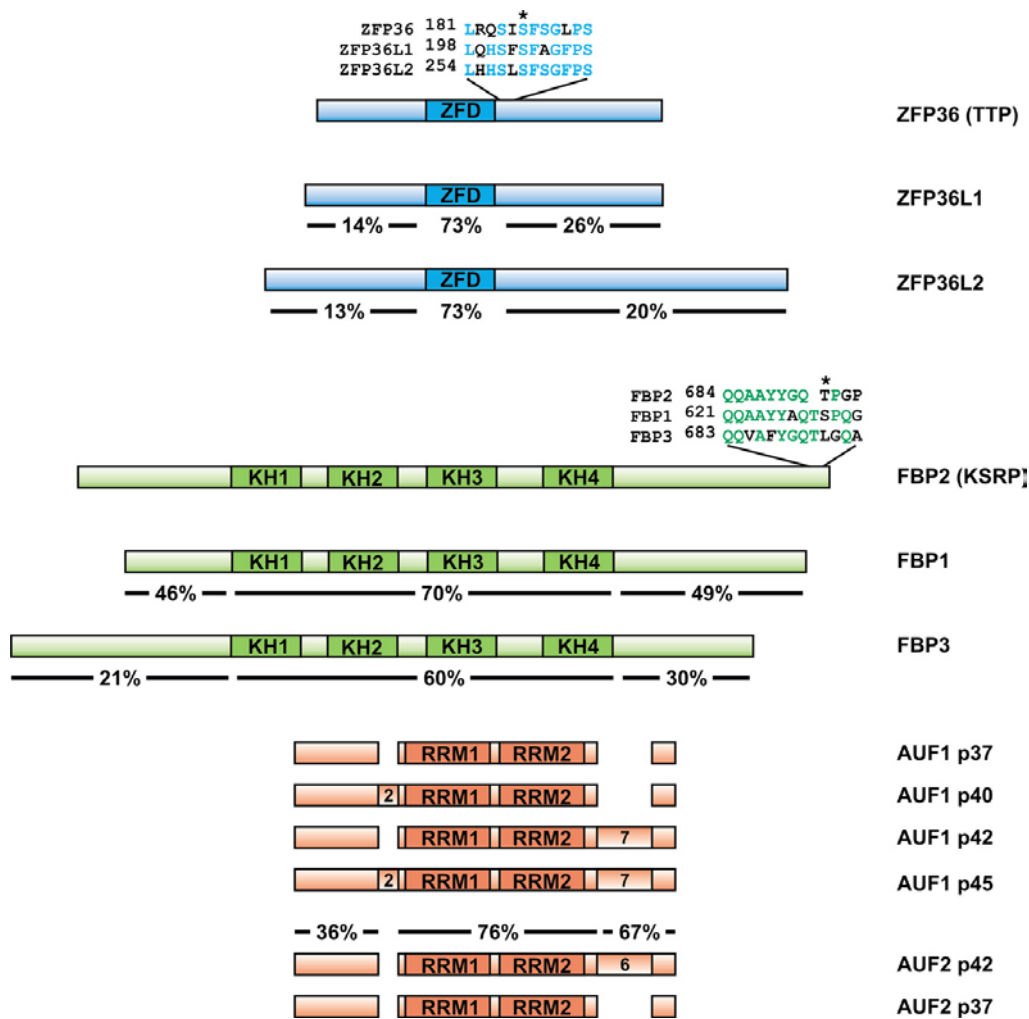 *
ZFP36 181 LRQSISFSGLPS
ZFP36L1 198 LQHSFSFAGFPS
ZFP36L2 254 LHHSLSFSGFPS
ZFD ZFP36 (TTP)
ZFD ZFP36L1
14% 73% 26%
ZFD ZFP36L2
13% 73% 20%
*
FBP2 684 QQAAYYGQ TPGP
FBP1 621 QQAAYYAQTSPQG
FBP3 683 QQVAFYGQTLGQA
KH1 KH2 KH3 KH4 FBP2 (KSRP)
KH1 KH2 KH3 KH4 FBP1
46% 70% 49%
KH1 KH2 KH3 KH4 FBP3
21% 60% 30%
RRM1 RRM2 AUF1 p37
2 RRM1 RRM2 AUF1 p40
RRM1 RRM2 7 AUF1 p42
2 RRM1 RRM2 7 AUF1 p45
36% 76% 67%
RRM1 RRM2 6 AUF2 p42
RRM1 RRM2 AUF2 p37